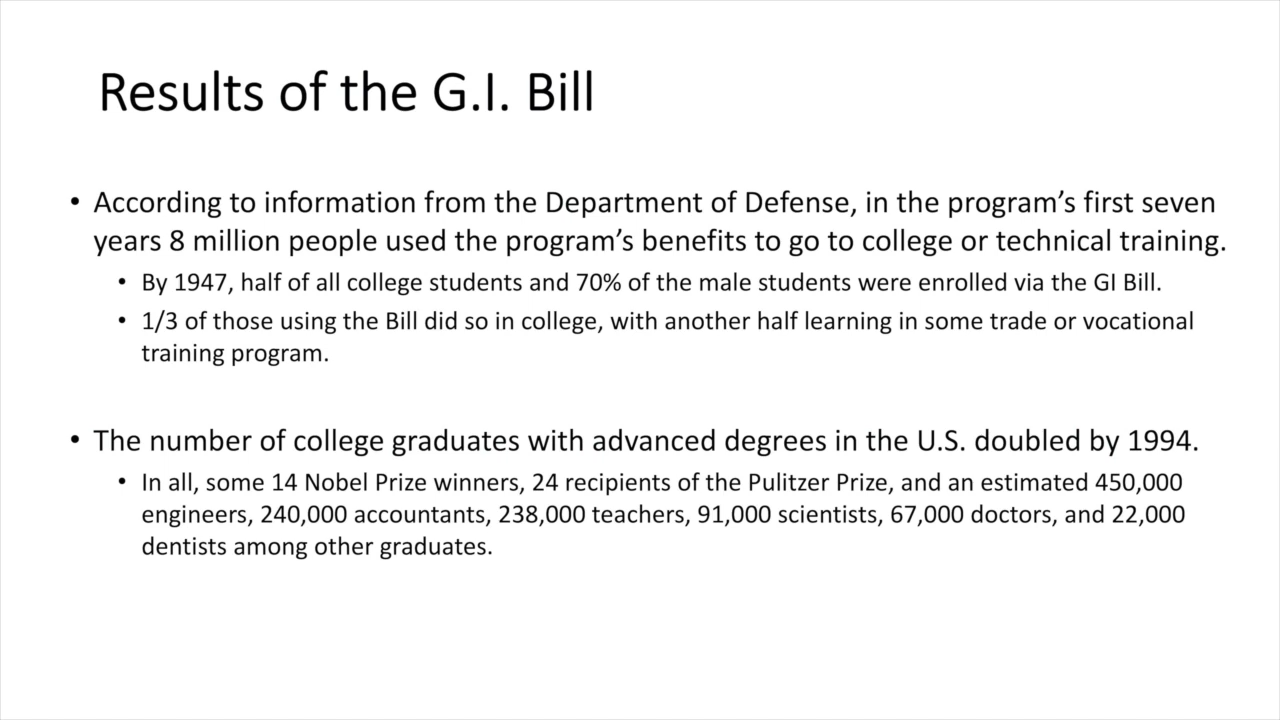 Results of the G.I. Bill
• According to information from the Department of Defense, in the program’s first seven
years 8 million people used the program’s benefits to go to college or technical training.
• By 1947, half of all college students and 70% of the male students were enrolled via the GI Bill.
• 1/3 of those using the Bill did so in college, with another half learning in some trade or vocational
training program.
• The number of college graduates with advanced degrees in the U.S. doubled by 1994.
• In all, some 14 Nobel Prize winners, 24 recipients of the Pulitzer Prize, and an estimated 450,000
engineers, 240,000 accountants, 238,000 teachers, 91,000 scientists, 67,000 doctors, and 22,000
dentists among other graduates.